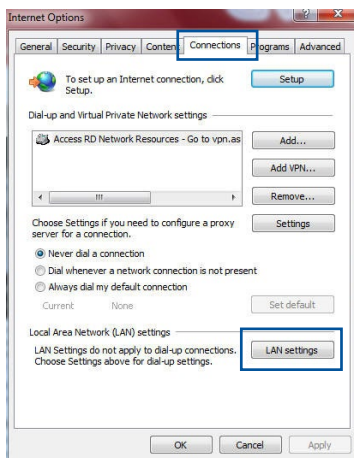 Internet Options
General Security Privacy Content Connections Programs Advanced
To set up an Internet connection, click
Setup.
Setup
Dial-up and Virtual Private Network settings
Access RD Network Resources - Go to vpn.as
Add...
Add VPN...
Remove...
Choose Settings if you need to configure a proxy
server for a connection.
Settings
Never dial a connection
Dial whenever a network connection is not present
Always dial my default connection
Current None
Set default
Local Area Network (LAN) settings
LAN Settings do not apply to dial-up connections.
Choose Settings above for dial-up settings.
LAN settings
OK Cancel Apply